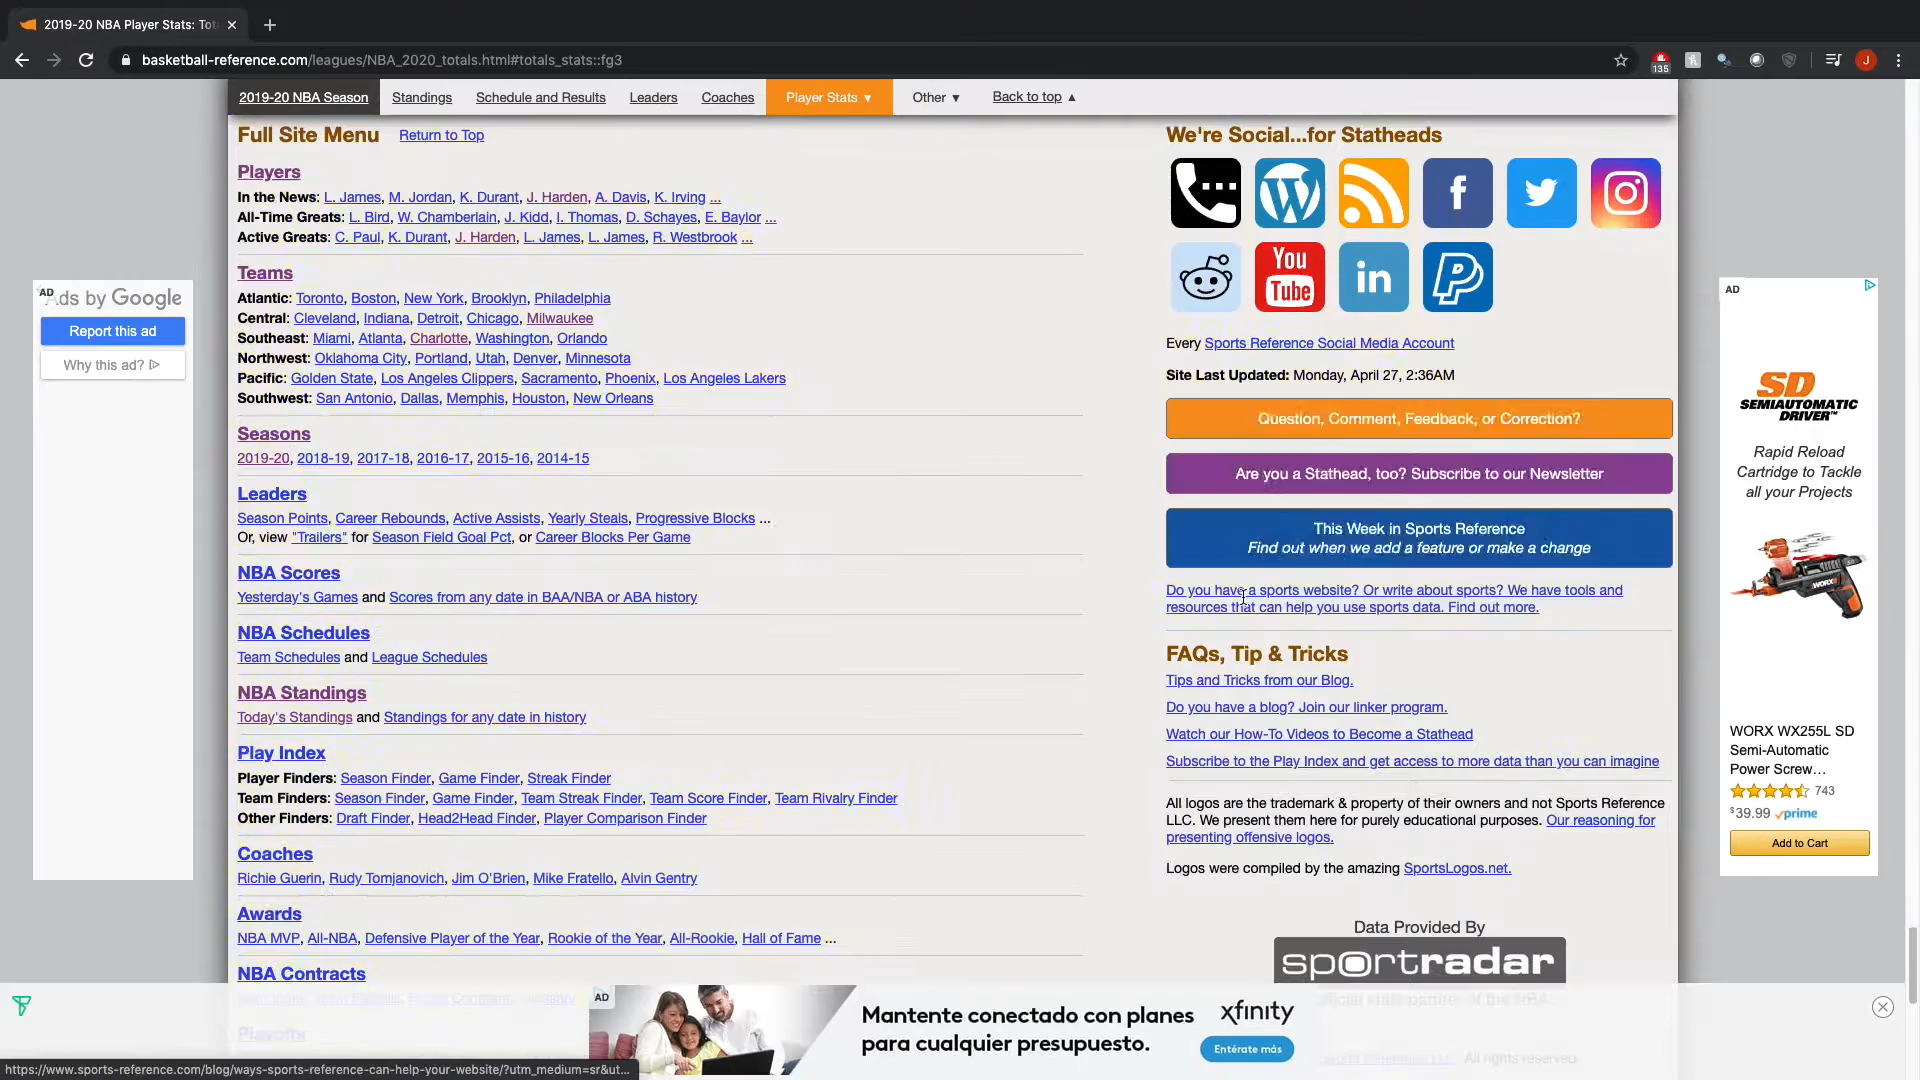 2019-20 NBA Player Stats: Tot
basketball-reference.com/leagues/NBA_2020_totals.html#totals_stats::fg3
135
J
2019-20 NBA Season Standings Schedule and Results Leaders Coaches Player Stats ▼ Other ▼ Back to top ▲
Full Site Menu Return to Top
Players
In the News: L. James, M. Jordan, K. Durant, J. Harden, A. Davis, K. Irving ...
All-Time Greats: L. Bird, W. Chamberlain, J. Kidd, I. Thomas, D. Schayes, E. Baylor ...
Active Greats: C. Paul, K. Durant, J. Harden, L. James, L. James, R. Westbrook ...
Teams
Atlantic: Toronto, Boston, New York, Brooklyn, Philadelphia
Central: Cleveland, Indiana, Detroit, Chicago, Milwaukee
Southeast: Miami, Atlanta, Charlotte, Washington, Orlando
Northwest: Oklahoma City, Portland, Utah, Denver, Minnesota
Pacific: Golden State, Los Angeles Clippers, Sacramento, Phoenix, Los Angeles Lakers
Southwest: San Antonio, Dallas, Memphis, Houston, New Orleans
Seasons
2019-20, 2018-19, 2017-18, 2016-17, 2015-16, 2014-15
Leaders
Season Points, Career Rebounds, Active Assists, Yearly Steals, Progressive Blocks ...
Or, view "Trailers" for Season Field Goal Pct, or Career Blocks Per Game
NBA Scores
Yesterday's Games and Scores from any date in BAA/NBA or ABA history
NBA Schedules
Team Schedules and League Schedules
NBA Standings
Today's Standings and Standings for any date in history
Play Index
Player Finders: Season Finder, Game Finder, Streak Finder
Team Finders: Season Finder, Game Finder, Team Streak Finder, Team Score Finder, Team Rivalry Finder
Other Finders: Draft Finder, Head2Head Finder, Player Comparison Finder
Coaches
Richie Guerin, Rudy Tomjanovich, Jim O'Brien, Mike Fratello, Alvin Gentry
Awards
NBA MVP, All-NBA, Defensive Player of the Year, Rookie of the Year, All-Rookie, Hall of Fame ...
NBA Contracts
Playoffs
We're Social...for Statheads
f
You
Tube
in
Every Sports Reference Social Media Account
Site Last Updated: Monday, April 27, 2:36AM
Question, Comment, Feedback, or Correction?
Are you a Stathead, too? Subscribe to our Newsletter
This Week in Sports Reference
Find out when we add a feature or make a change
Do you have a sports website? Or write about sports? We have tools and
resources that can help you use sports data. Find out more.
FAQs, Tip & Tricks
Tips and Tricks from our Blog.
Do you have a blog? Join our linker program.
Watch our How-To Videos to Become a Stathead
Subscribe to the Play Index and get access to more data than you can imagine
All logos are the trademark & property of their owners and not Sports Reference
LLC. We present them here for purely educational purposes. Our reasoning for
presenting offensive logos.
Logos were compiled by the amazing SportsLogos.net.
Data Provided By
sportradar
All rights reserved.
AD
Ads by Google
Report this ad
Why this ad?
AD
SD
SEMIAUTOMATIC
DRIVER™
Rapid Reload
Cartridge to Tackle
all your Projects
WORX
WORX WX255L SD
Semi-Automatic
Power Screw...
743
$39.99 prime
Add to Cart
AD
Mantente conectado con planes
para cualquier presupuesto.
xfinity
Entérate más
https://www.sports-reference.com/blog/ways-sports-reference-can-help-your-website/?utm_medium=sr&ut...